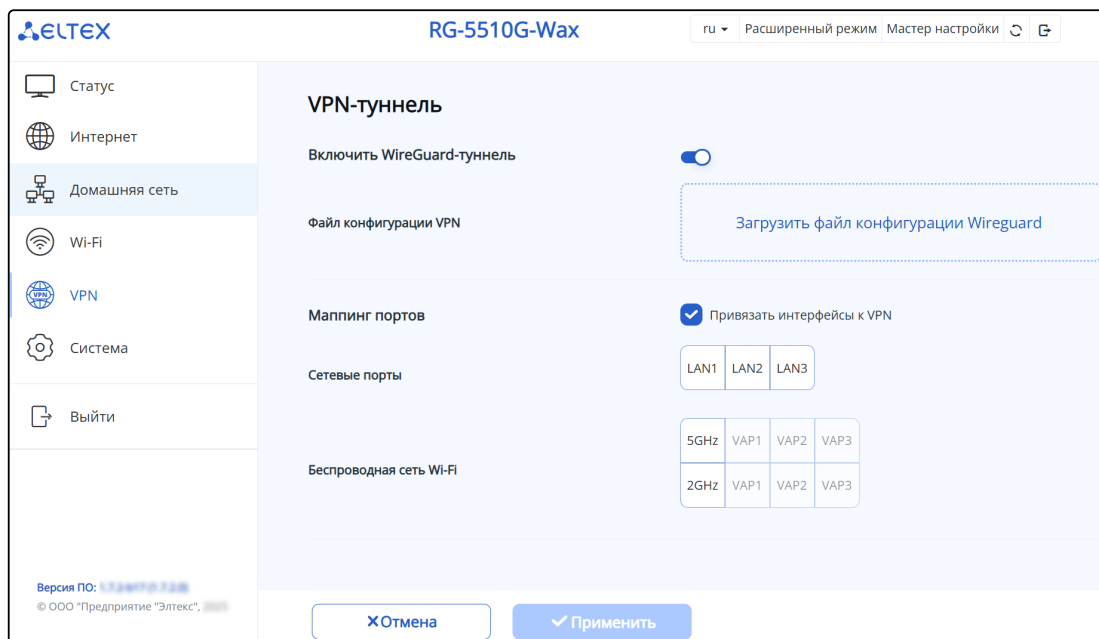 ELTEX
RG-5510G-Wax
ru Расширенный режим Мастер настройки
Статус
Интернет
Домашняя сеть
Wi-Fi
VPN
VPN
Система
Выйти
Версия ПО:
© ООО "Предприятие "Элтекс",
VPN-туннель
Включить WireGuard-туннель
Файл конфигурации VPN
Загрузить файл конфигурации Wireguard
Маппинг портов
Привязать интерфейсы к VPN
Сетевые порты
LAN1 LAN2 LAN3
Беспроводная сеть Wi-Fi
5GHz VAP1 VAP2 VAP3
2GHz VAP1 VAP2 VAP3
Отмена
Применить